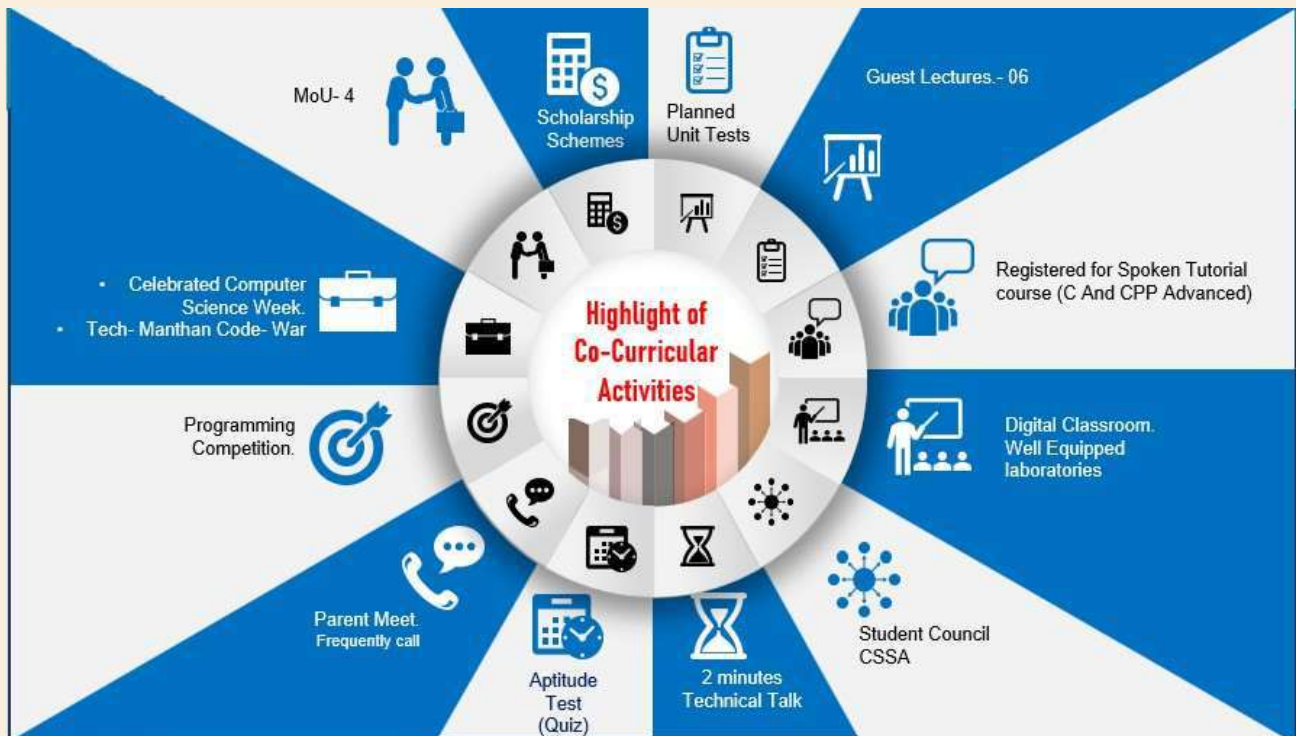 MoU- 4
Scholarship
Schemes
Planned
Unit Tests
Guest Lectures.- 06
Registered for Spoken Tutorial
course (C And CPP Advanced)
Digital Classroom.
Well Equipped
laboratories
Student Council
CSSA
2 minutes
Technical Talk
Aptitude
Test
(Quiz)
Parent Meet.
Frequently call
Programming
Competition.
• Celebrated Computer
Science Week.
• Tech- Manthan Code- War
Highlight of
Co-Curricular
Activities